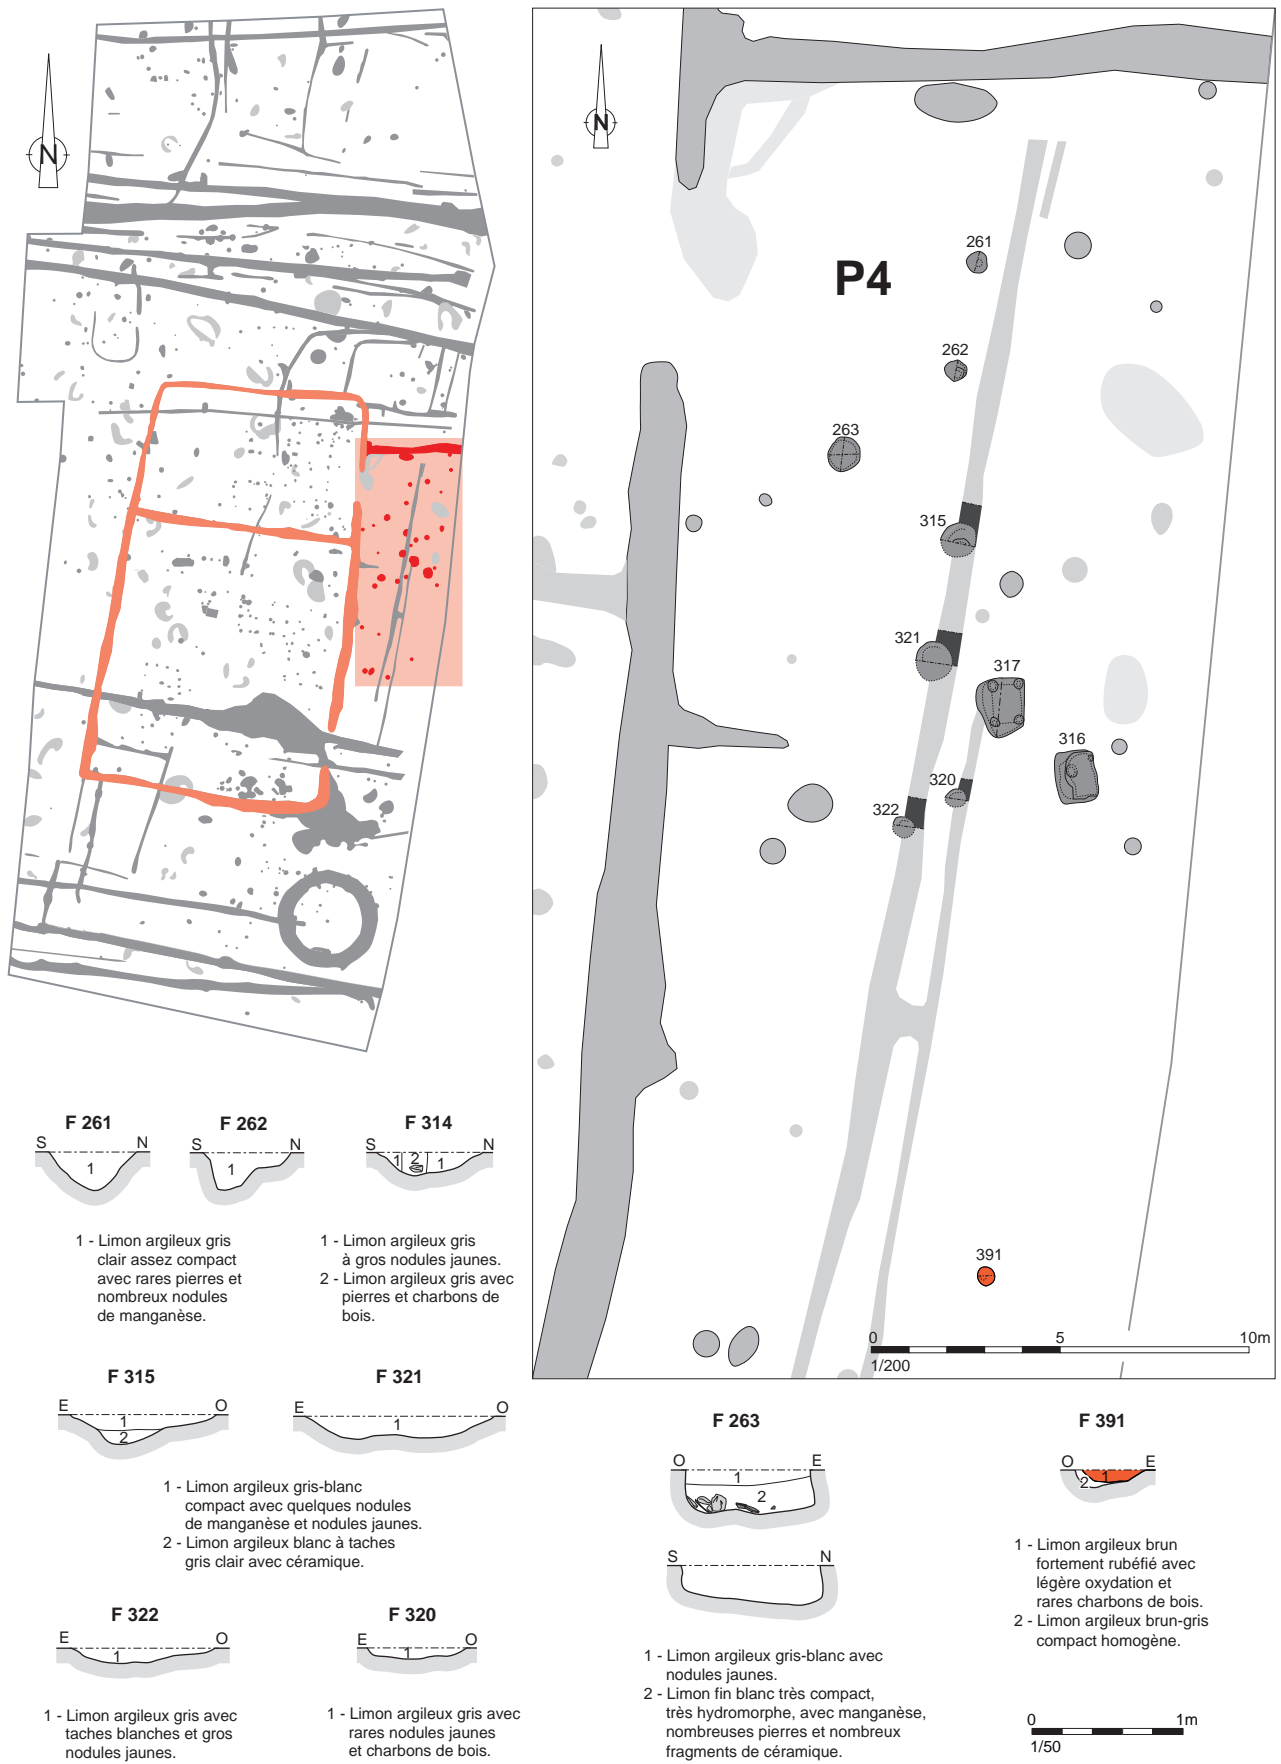 N
N
P4
261
262
263
315
321
317
316
320
322
391
0 5 10m
1/200
F 261
S N
1
F 262
S N
1
1 - Limon argileux gris
clair assez compact
avec rares pierres et
nombreux nodules
de manganèse.
F 314
S N
1 2 1
1 - Limon argileux gris
à gros nodules jaunes.
2 - Limon argileux gris avec
pierres et charbons de
bois.
F 315
E O
1
2
F 321
E O
1
1 - Limon argileux gris-blanc
compact avec quelques nodules
de manganèse et nodules jaunes.
2 - Limon argileux blanc à taches
gris clair avec céramique.
F 322
E O
1
1 - Limon argileux gris avec
taches blanches et gros
nodules jaunes.
F 320
E O
1
1 - Limon argileux gris avec
rares nodules jaunes
et charbons de bois.
F 263
O E
1
2
S N
1 - Limon argileux gris-blanc avec
nodules jaunes.
2 - Limon fin blanc très compact,
très hydromorphe, avec manganèse,
nombreuses pierres et nombreux
fragments de céramique.
F 391
O E
1
2
1 - Limon argileux brun
fortement rubéfié avec
légère oxydation et
rares charbons de bois.
2 - Limon argileux brun-gris
compact homogène.
0 1m
1/50